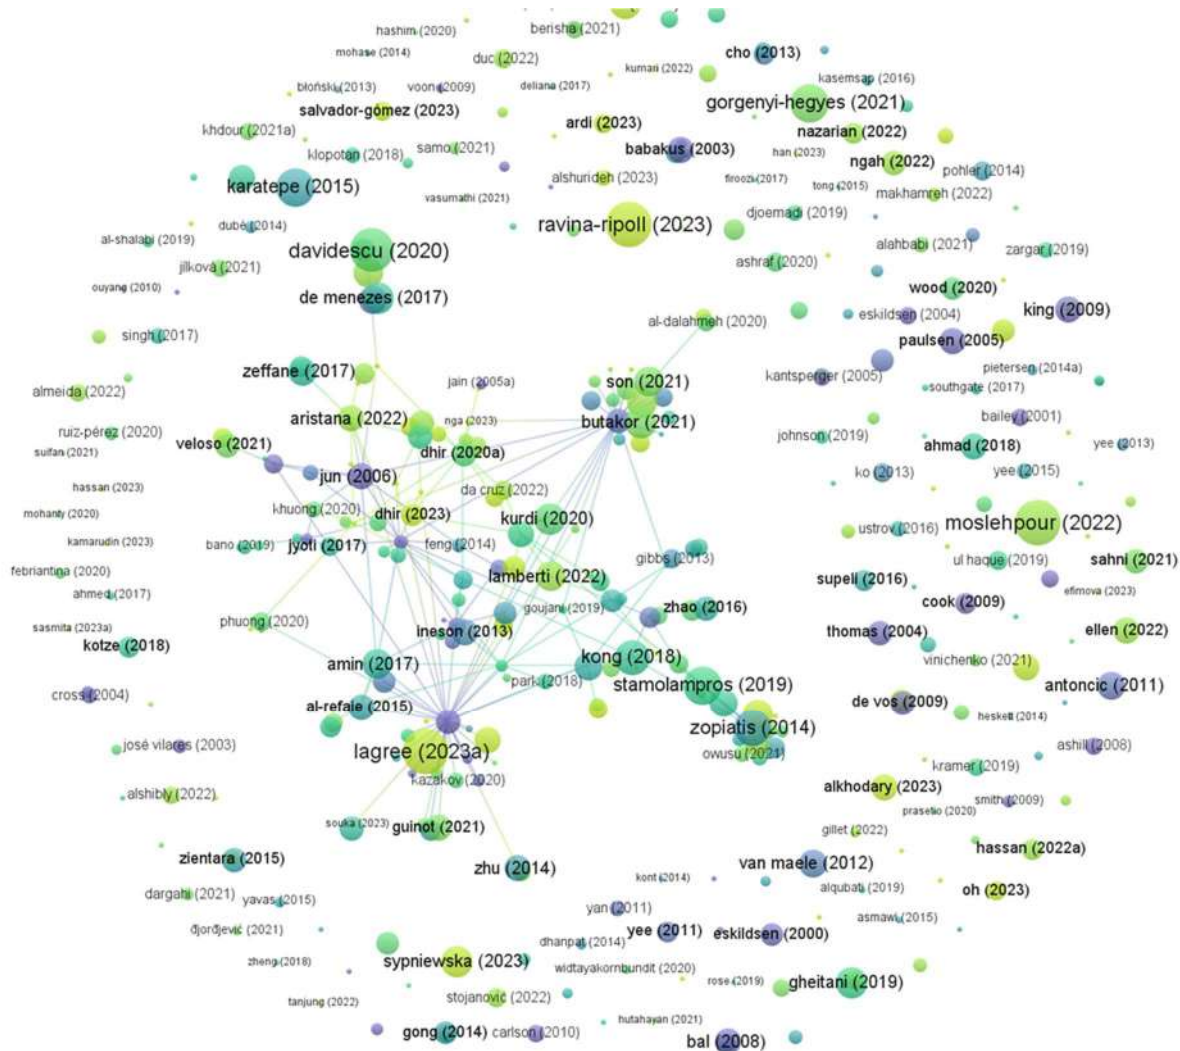 hashim (2020)
berisha (2021)
mohase (2014)
duc (2022)
cho (2013)
kumari (2022)
kasemsap (2016)
błoński (2013)
voon (2009)
deliana (2017)
gorgenyi-hegyes (2021)
salvador-gómez (2023)
ardi (2023)
nazarian (2022)
khdour (2021a)
samo (2021)
babakus (2003)
han (2023)
klopotan (2018)
ngah (2022)
pohler (2014)
karatepe (2015)
alshurideh (2023)
firoozi (2017)
tong (2015)
vasumathi (2021)
makhamreh (2022)
dubé (2014)
ravina-ripoll (2023)
djoemadi (2019)
al-shalabi (2019)
davidescu (2020)
alahbabi (2021)
zargar (2019)
jilkova (2021)
ashraf (2020)
ouyang (2010)
de menezes (2017)
wood (2020)
eskildsen (2004)
king (2009)
singh (2017)
al-dalahmeh (2020)
paulsen (2005)
zeffane (2017)
jain (2005a)
son (2021)
kantsperger (2005)
pietersen (2014a)
southgate (2017)
almeida (2022)
aristana (2022)
nga (2023)
butakor (2021)
bailey (2001)
ruiz-pérez (2020)
veloso (2021)
johnson (2019)
ahmad (2018)
yee (2013)
suifan (2021)
dhir (2020a)
jun (2006)
ko (2013)
yee (2015)
hassan (2023)
da cruz (2022)
khuong (2020)
dhir (2023)
kurdi (2020)
moslehpour (2022)
mohanty (2020)
ustrov (2016)
kamarudin (2023)
bano (2019)
jyoti (2017)
feng (2014)
gibbs (2013)
ul haque (2019)
sahni (2021)
febriantina (2020)
lamberti (2022)
supeli (2016)
efimova (2023)
ahmed (2017)
goujani (2019)
zhao (2016)
cook (2009)
sasmita (2023a)
phuong (2020)
ineson (2013)
thomas (2004)
ellen (2022)
kotze (2018)
amin (2017)
kong (2018)
vinichenko (2021)
cross (2004)
park (2018)
stamolampros (2019)
antoncic (2011)
al-refaie (2015)
de vos (2009)
heskett (2014)
zopiatis (2014)
josé vilares (2003)
lagree (2023a)
owusu (2021)
ashill (2008)
kramer (2019)
kazakov (2020)
alshibly (2022)
alkhodary (2023)
smith (2009)
prasetio (2020)
souka (2023)
guinot (2021)
gillet (2022)
zientara (2015)
zhu (2014)
van maele (2012)
hassan (2022a)
kont (2014)
dargahi (2021)
yavas (2015)
alqubati (2019)
oh (2023)
yan (2011)
asmawi (2015)
đjorđjević (2021)
yee (2011)
eskildsen (2000)
dhanpat (2014)
zheng (2018)
sypniewska (2023)
widtayakornbundit (2020)
rose (2019)
gheitani (2019)
tanjung (2022)
stojanović (2022)
hutahayan (2021)
gong (2014)
carlson (2010)
bal (2008)